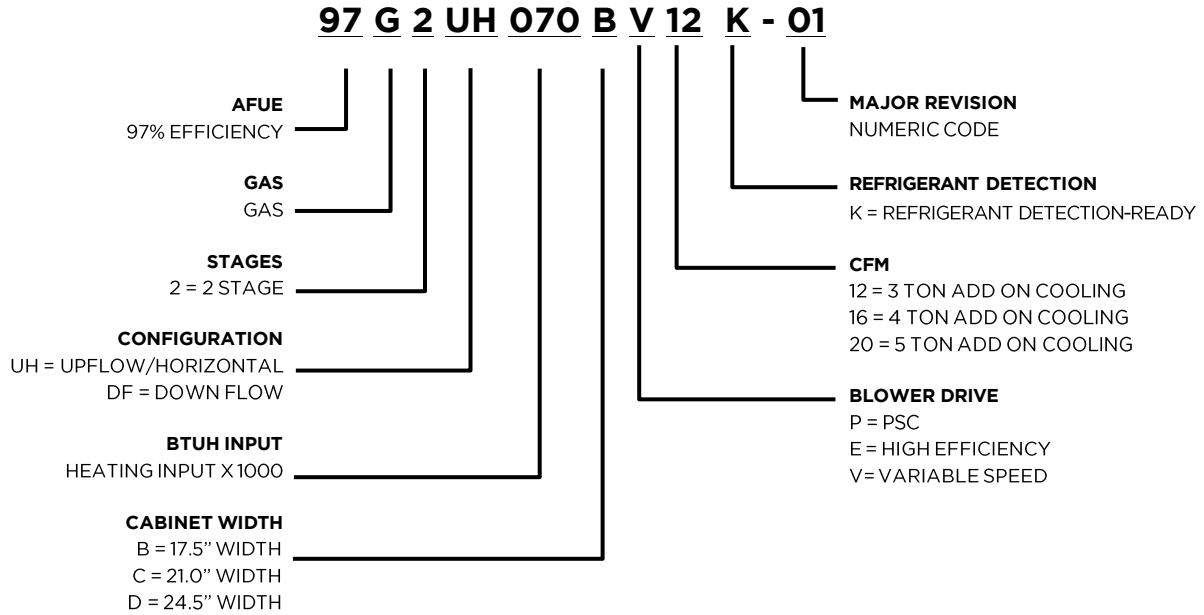 97 G 2 UH 070 B V 12 K - 01
AFUE
97% EFFICIENCY
GAS
GAS
STAGES
2 = 2 STAGE
CONFIGURATION
UH = UPFLOW/HORIZONTAL
DF = DOWN FLOW
BTUH INPUT
HEATING INPUT X 1000
CABINET WIDTH
B = 17.5” WIDTH
C = 21.0” WIDTH
D = 24.5” WIDTH
MAJOR REVISION
NUMERIC CODE
REFRIGERANT DETECTION
K = REFRIGERANT DETECTION-READY
CFM
12 = 3 TON ADD ON COOLING
16 = 4 TON ADD ON COOLING
20 = 5 TON ADD ON COOLING
BLOWER DRIVE
P = PSC
E = HIGH EFFICIENCY
V= VARIABLE SPEED